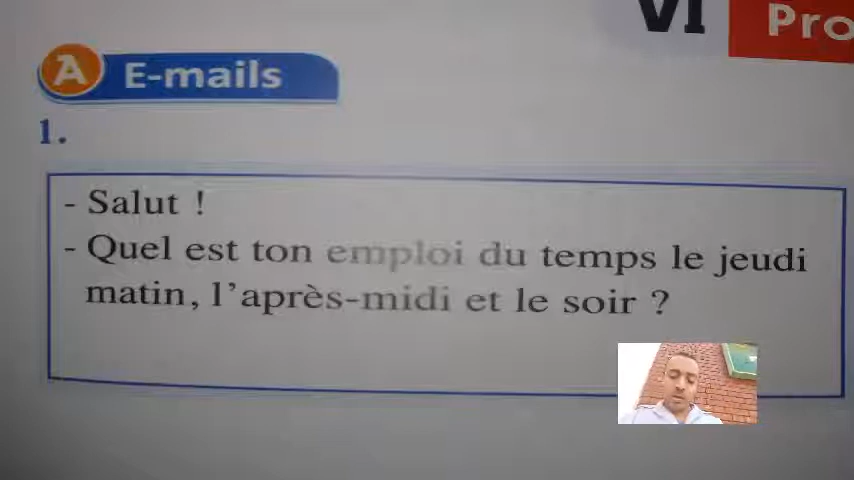 VI Pro
A E-mails
1.
- Salut !
- Quel est ton emploi du temps le jeudi
matin, l'après-midi et le soir ?